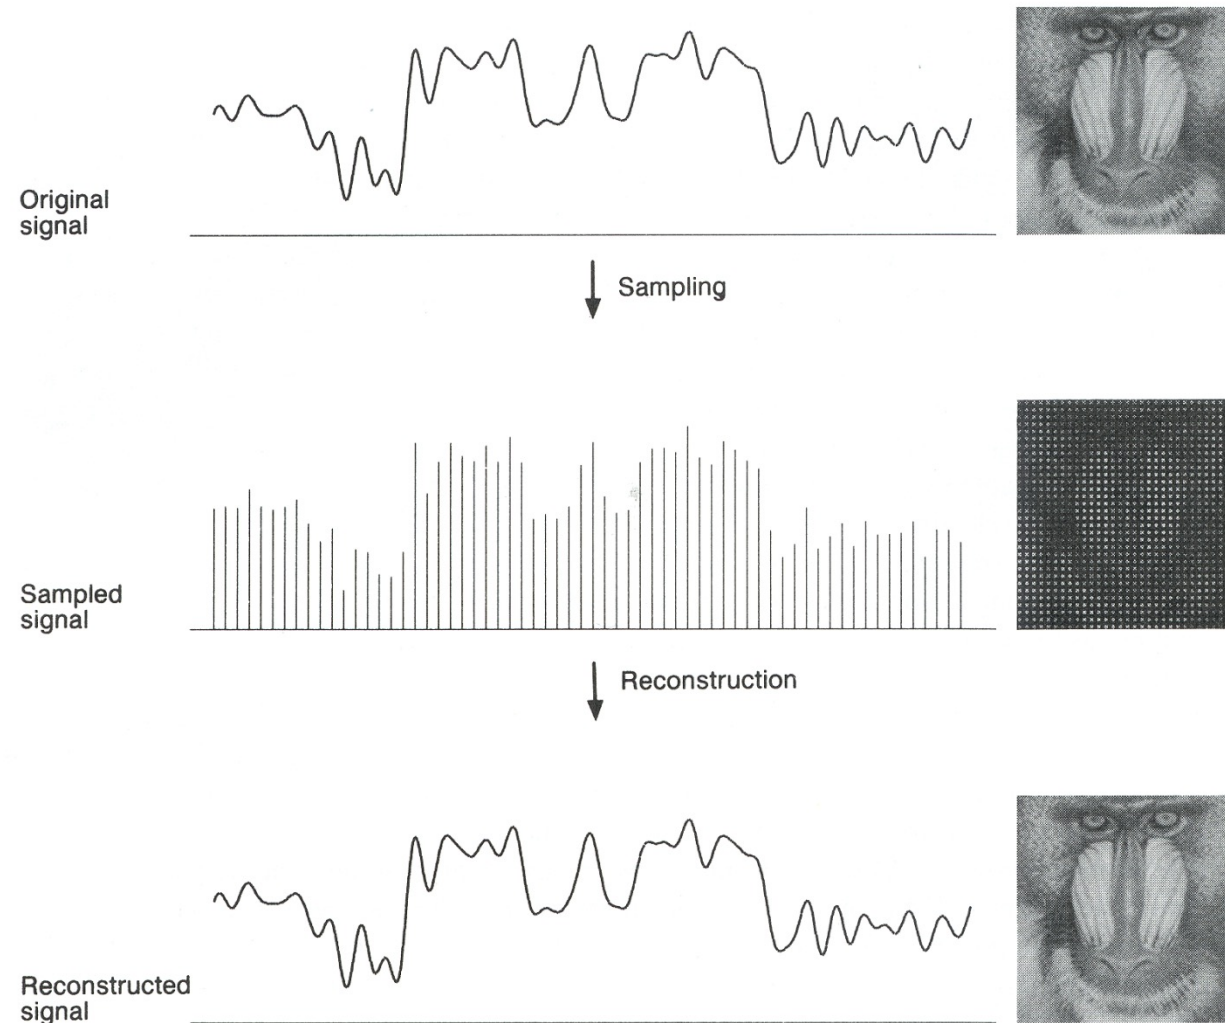 Original
signal
Sampling
Sampled
signal
Reconstruction
Reconstructed
signal